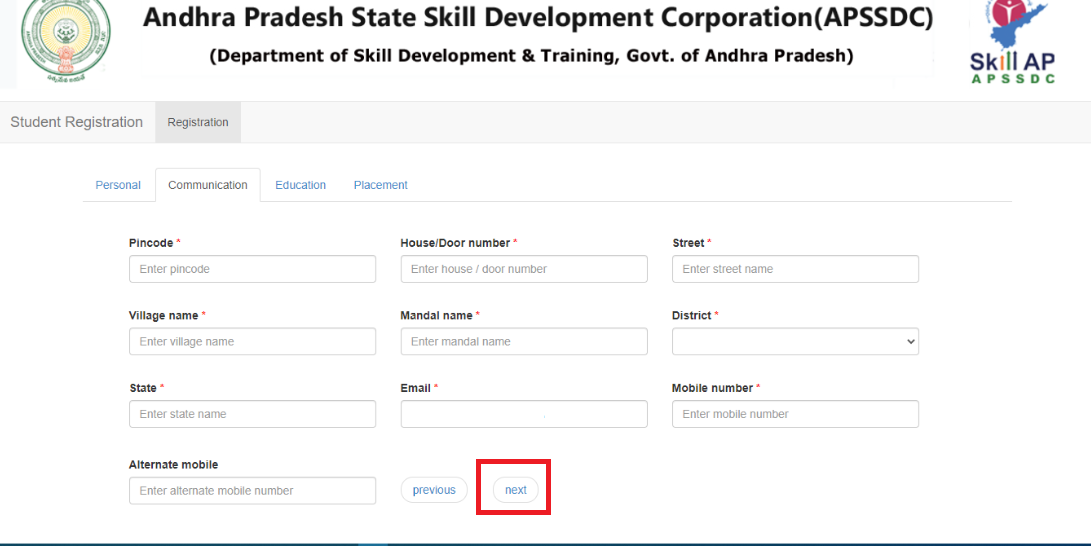 Andhra Pradesh State Skill Development Corporation(APSSDC)
(Department of Skill Development & Training, Govt. of Andhra Pradesh)
Skill AP
APSSDC
Student Registration Registration
Personal Communication Education Placement
Pincode * House/Door number * Street *
Enter pincode Enter house / door number Enter street name
Village name * Mandal name * District *
Enter village name Enter mandal name
State * Email * Mobile number *
Enter state name Enter mobile number
Alternate mobile
Enter alternate mobile number previous next